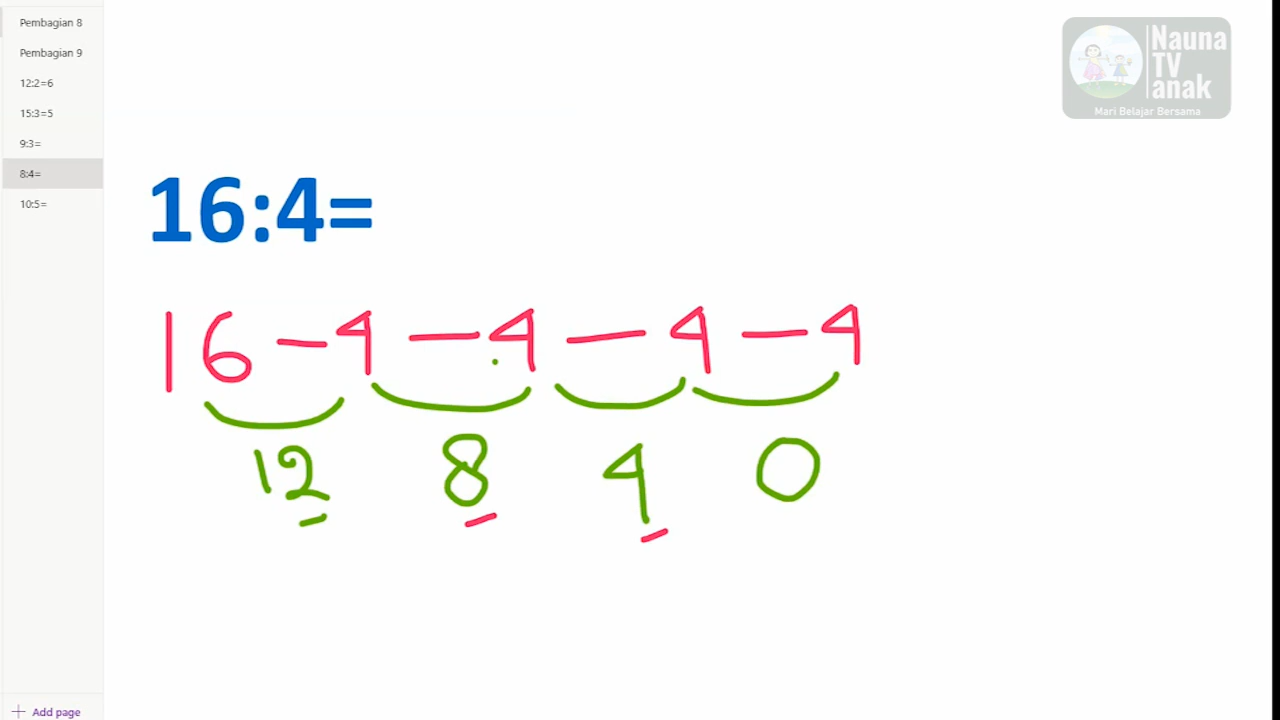 Pembagian 8
Pembagian 9
12:2=6
15:3=5
9:3=
8:4=
10:5=
Add page
Nauna
TV
anak
Mari Belajar Bersama
16:4=
16 - 4 - 4 - 4 - 4
12 8 4 0